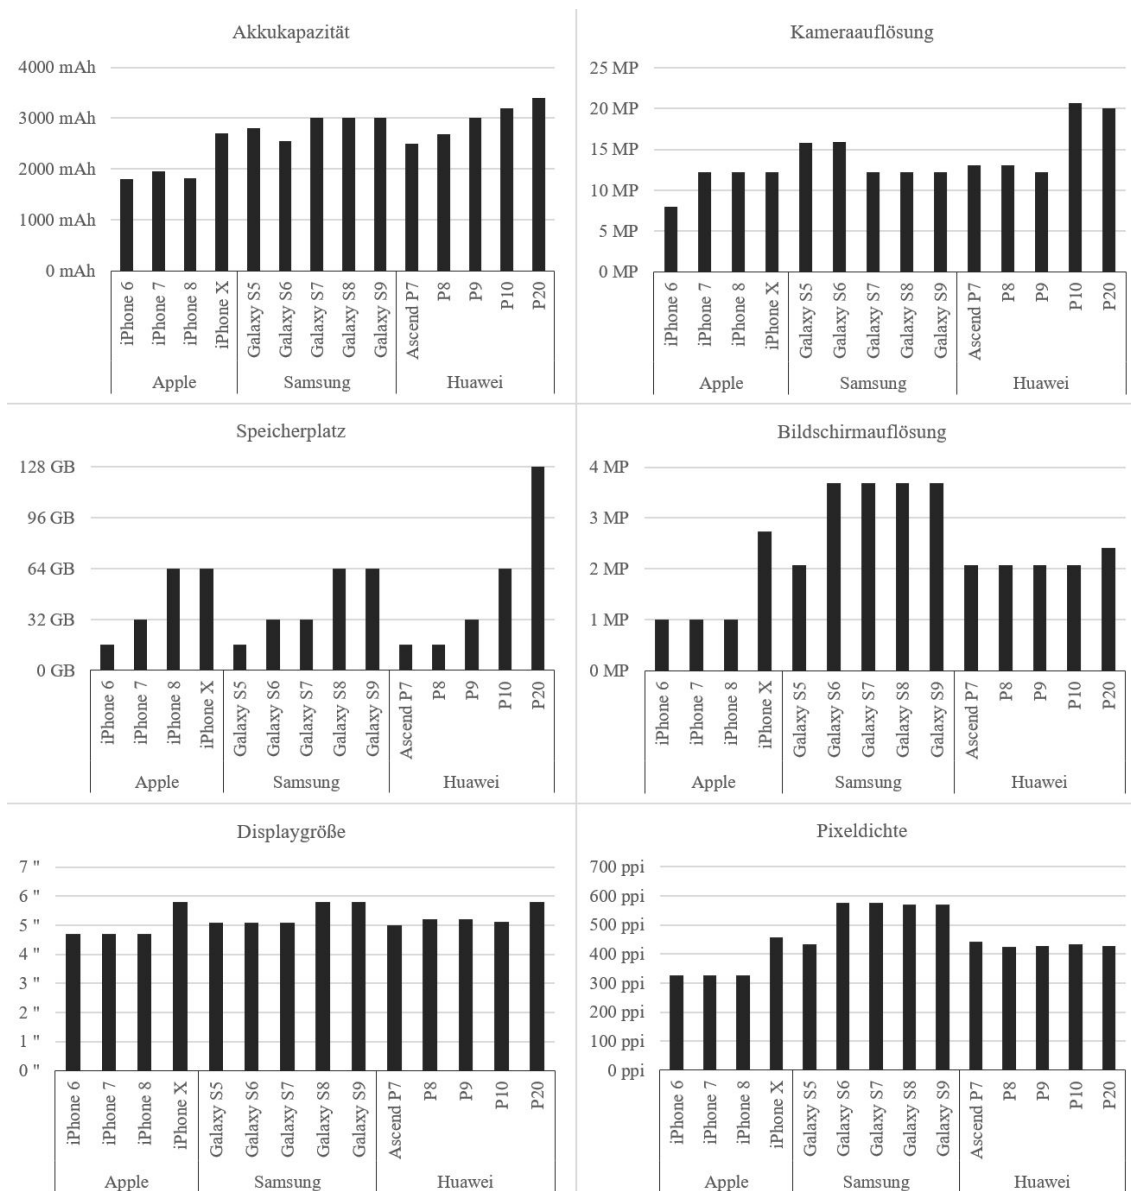 Akkukapazität
4000 mAh
3000 mAh
2000 mAh
1000 mAh
0 mAh
iPhone 6
iPhone 7
iPhone 8
iPhone X
Galaxy S5
Galaxy S6
Galaxy S7
Galaxy S8
Galaxy S9
Ascend P7
P8
P9
P10
P20
Apple
Samsung
Huawei
Kameraauflösung
25 MP
20 MP
15 MP
10 MP
5 MP
0 MP
iPhone 6
iPhone 7
iPhone 8
iPhone X
Galaxy S5
Galaxy S6
Galaxy S7
Galaxy S8
Galaxy S9
Ascend P7
P8
P9
P10
P20
Apple
Samsung
Huawei
Speicherplatz
128 GB
96 GB
64 GB
32 GB
0 GB
iPhone 6
iPhone 7
iPhone 8
iPhone X
Galaxy S5
Galaxy S6
Galaxy S7
Galaxy S8
Galaxy S9
Ascend P7
P8
P9
P10
P20
Apple
Samsung
Huawei
Bildschirmauflösung
4 MP
3 MP
2 MP
1 MP
0 MP
iPhone 6
iPhone 7
iPhone 8
iPhone X
Galaxy S5
Galaxy S6
Galaxy S7
Galaxy S8
Galaxy S9
Ascend P7
P8
P9
P10
P20
Apple
Samsung
Huawei
Displaygröße
7 "
6 "
5 "
4 "
3 "
2 "
1 "
0 "
iPhone 6
iPhone 7
iPhone 8
iPhone X
Galaxy S5
Galaxy S6
Galaxy S7
Galaxy S8
Galaxy S9
Ascend P7
P8
P9
P10
P20
Apple
Samsung
Huawei
Pixeldichte
700 ppi
600 ppi
500 ppi
400 ppi
300 ppi
200 ppi
100 ppi
0 ppi
iPhone 6
iPhone 7
iPhone 8
iPhone X
Galaxy S5
Galaxy S6
Galaxy S7
Galaxy S8
Galaxy S9
Ascend P7
P8
P9
P10
P20
Apple
Samsung
Huawei